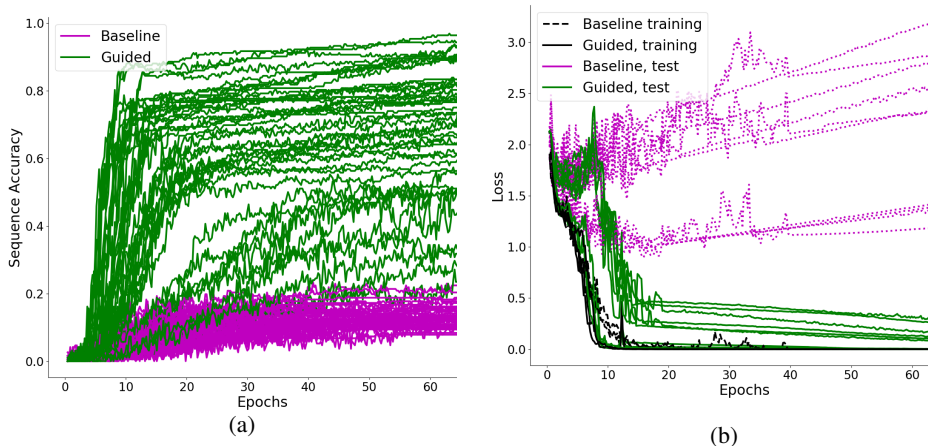 1.0
0.8
0.6
0.4
0.2
0.0
Sequence Accuracy
Baseline
Guided
0 10 20 30 40 50 60
Epochs
(a)
3.0
2.5
2.0
1.5
1.0
0.5
0.0
Loss
Baseline training
Guided, training
Baseline, test
Guided, test
0 10 20 30 40 50 60
Epochs
(b)